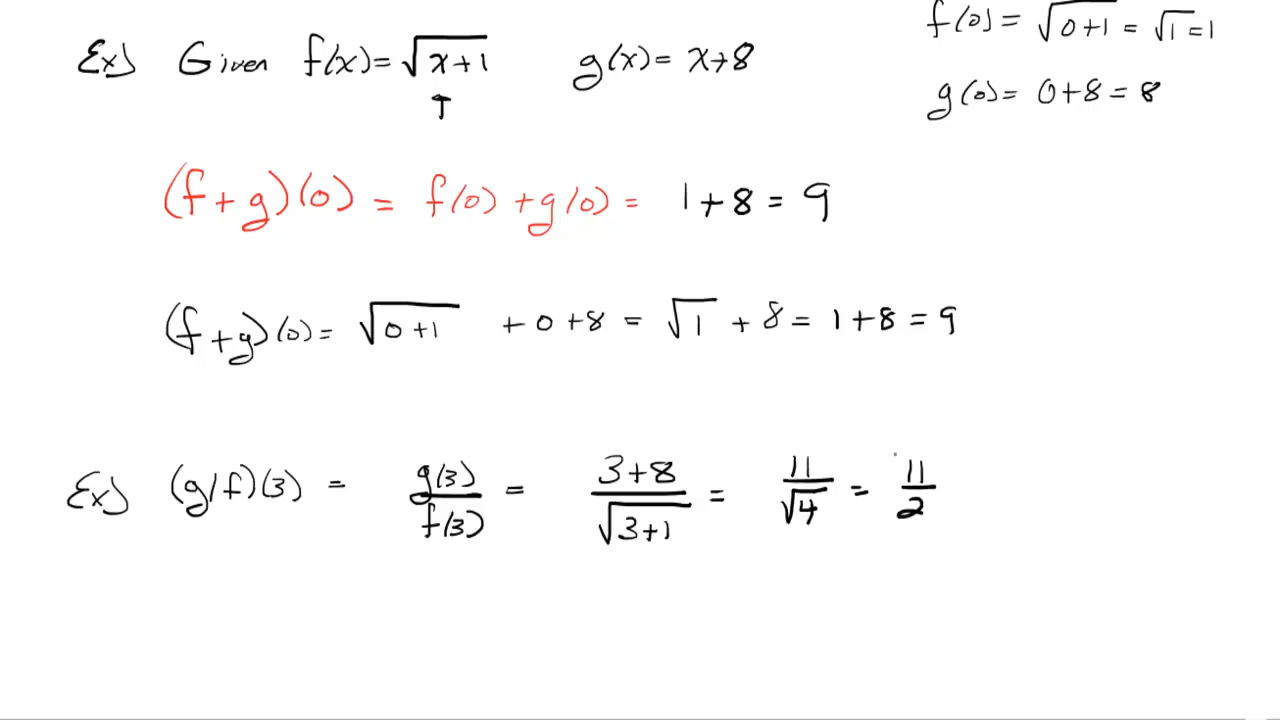 Ex) Given f(x) = √(x+1) g(x) = x+8
↑
f(0) = √(0+1) = √1 = 1
g(0) = 0+8 = 8
(f+g)(0) = f(0) + g(0) = 1+8 = 9
(f+g)(0) = √(0+1) + 0+8 = √1 + 8 = 1+8 = 9
Ex) (g/f)(3) = g(3)/f(3) = (3+8)/√(3+1) = 11/√4 = 11/2